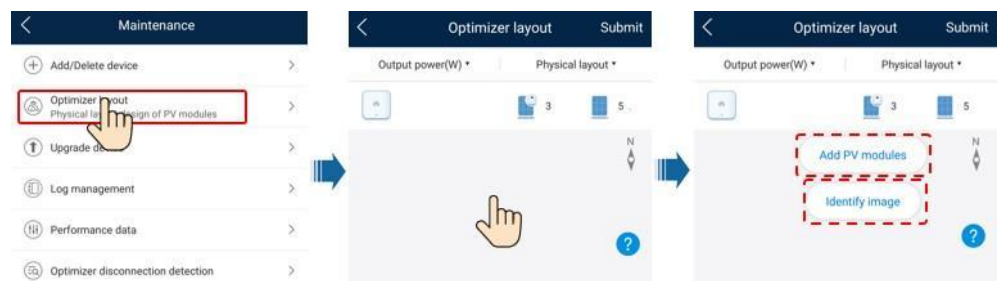 Maintenance
Add/Delete device
Optimizer layout
Physical layout design of PV modules
Upgrade device
Log management
Performance data
Optimizer disconnection detection
Optimizer layout Submit
Output power(W) Physical layout
3 5
N
?
Optimizer layout Submit
Output power(W) Physical layout
3 5
N
Add PV modules
Identify image
?